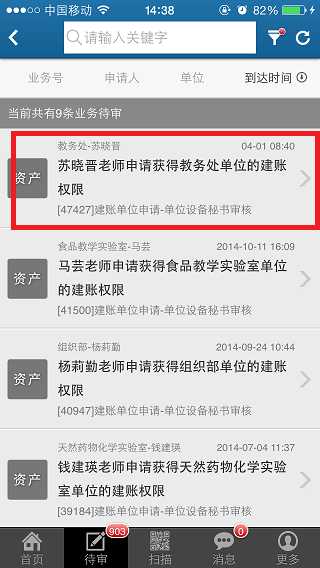 中国移动 14:38 82%
请输入关键字
业务号 申请人 单位 到达时间
当前共有9条业务待审
教务处-苏晓晋 04-01 08:40
资产
苏晓晋老师申请获得教务处单位的建账
权限
[47427]建账单位申请-单位设备秘书审核
食品教学实验室-马芸 2014-10-11 16:09
资产
马芸老师申请获得食品教学实验室单位
的建账权限
[41500]建账单位申请-单位设备秘书审核
组织部-杨莉勤 2014-09-24 10:44
资产
杨莉勤老师申请获得组织部单位的建账
权限
[40947]建账单位申请-单位设备秘书审核
天然药物化学实验室-钱建瑛 2014-07-04 11:37
资产
钱建瑛老师申请获得天然药物化学实验
室单位的建账权限
[39184]建账单位申请-单位设备秘书审核
903 0
首页 待审 扫描 消息 更多